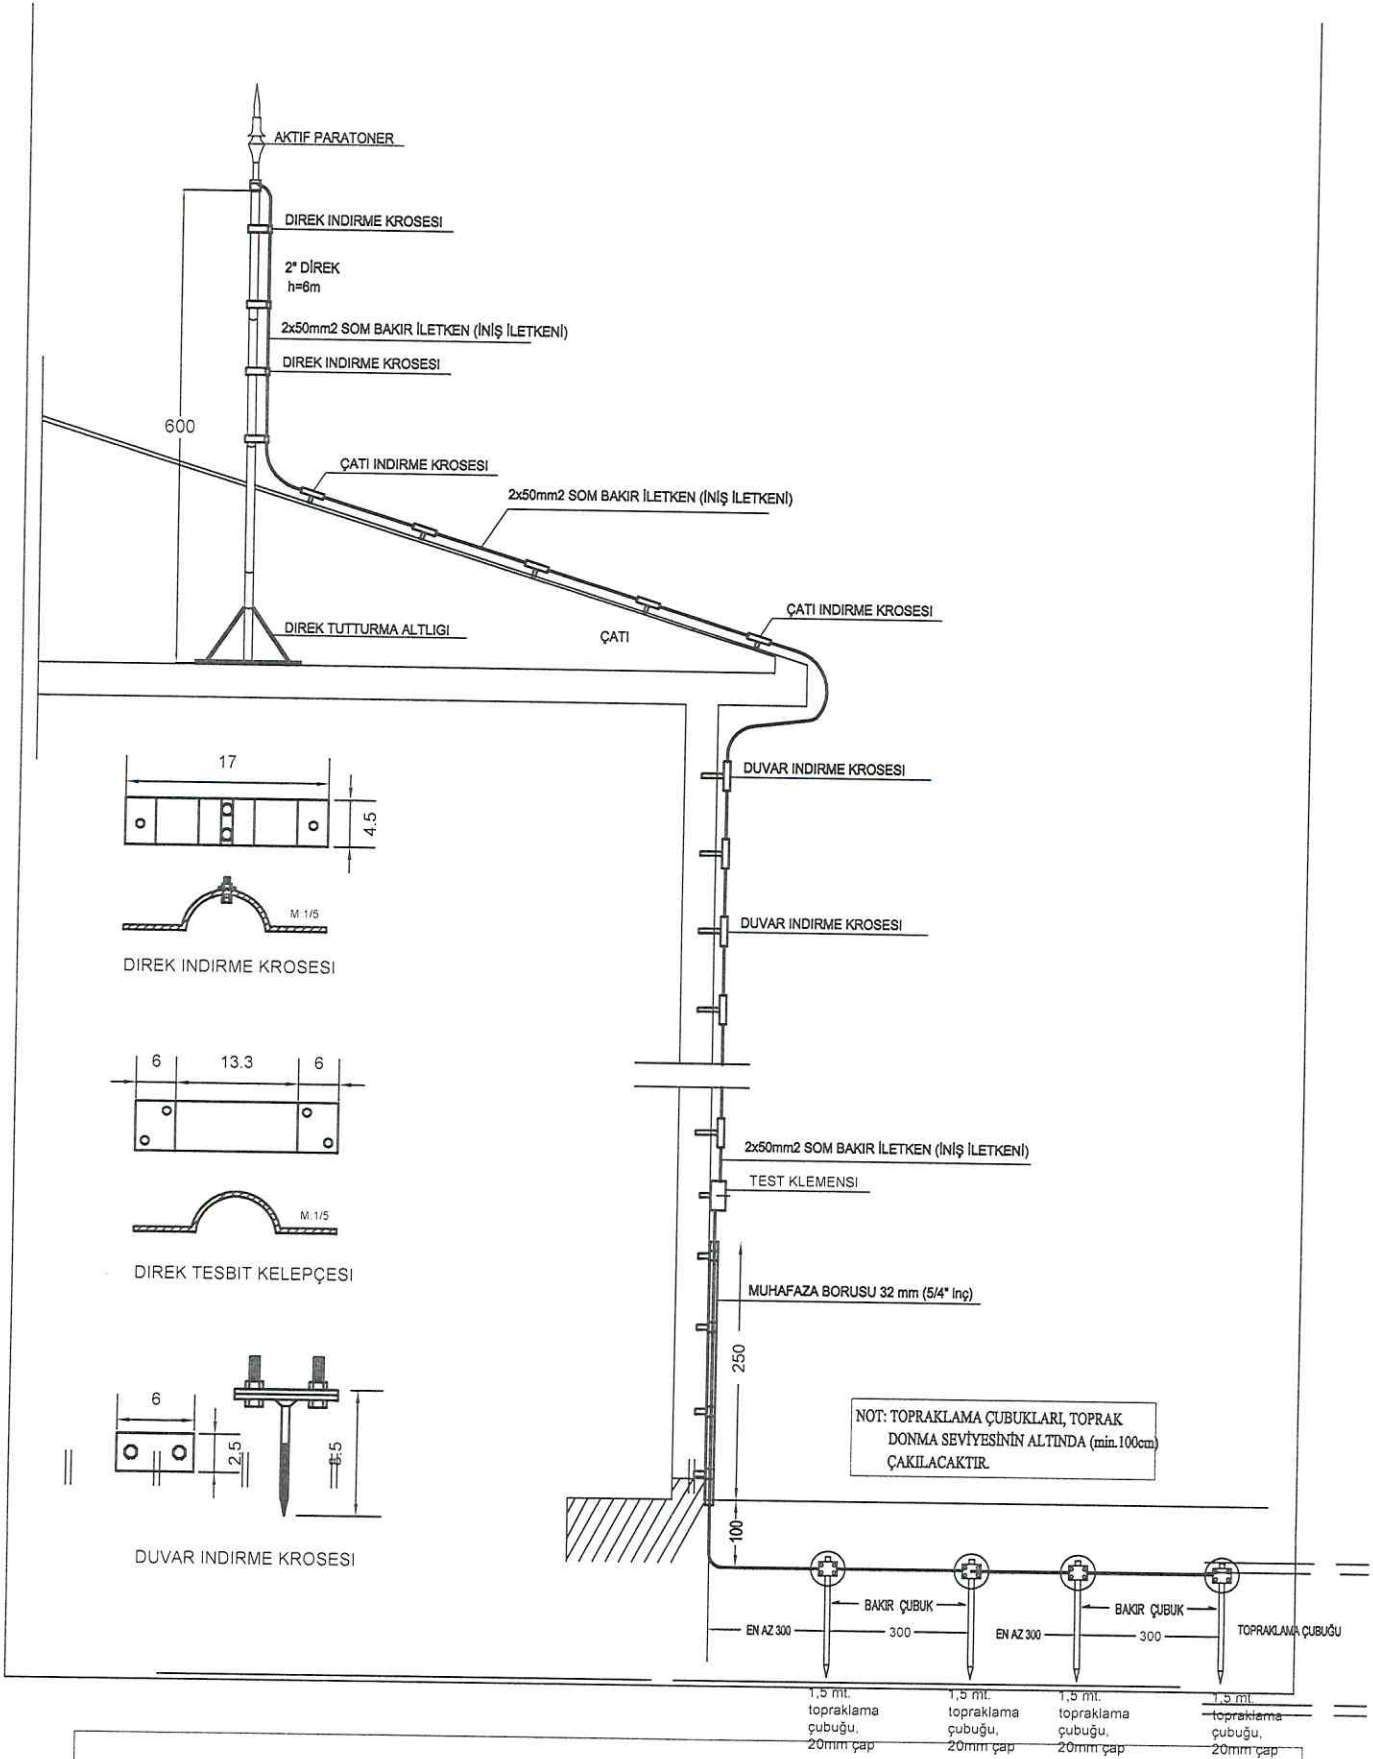 AKTIF PARATONER
DIREK INDIRME KROSESI
2" DİREK
h=6m
2x50mm2 SOM BAKIR İLETKEN (İNİŞ İLETKENİ)
DIREK INDIRME KROSESI
600
ÇATI INDIRME KROSESI
2x50mm2 SOM BAKIR İLETKEN (İNİŞ İLETKENİ)
ÇATI INDIRME KROSESI
DIREK TUTTURMA ALTLIGI
ÇATI
17
4.5
M 1/5
DIREK INDIRME KROSESI
DUVAR INDIRME KROSESI
DUVAR INDIRME KROSESI
6 13.3 6
M.1/5
DIREK TESBIT KELEPÇESI
2x50mm2 SOM BAKIR İLETKEN (İNİŞ İLETKENİ)
TEST KLEMENSI
MUHAFAZA BORUSU 32 mm (5/4" inç)
250
6
2.5
DUVAR INDIRME KROSESI
NOT: TOPRAKLAMA ÇUBUKLARI, TOPRAK
DONMA SEVİYESİNİN ALTINDA (min.100cm)
ÇAKILACAKTIR.
100
BAKIR ÇUBUK
BAKIR ÇUBUK
EN AZ 300
300
EN AZ 300
300
TOPRAKLAMA ÇUBUĞU
1,5 mt.
topraklama
çubuğu,
20mm çap
1,5 mt.
topraklama
çubuğu,
20mm çap
1,5 mt.
topraklama
çubuğu,
20mm çap
1,5 mt.
topraklama
çubuğu,
20mm çap